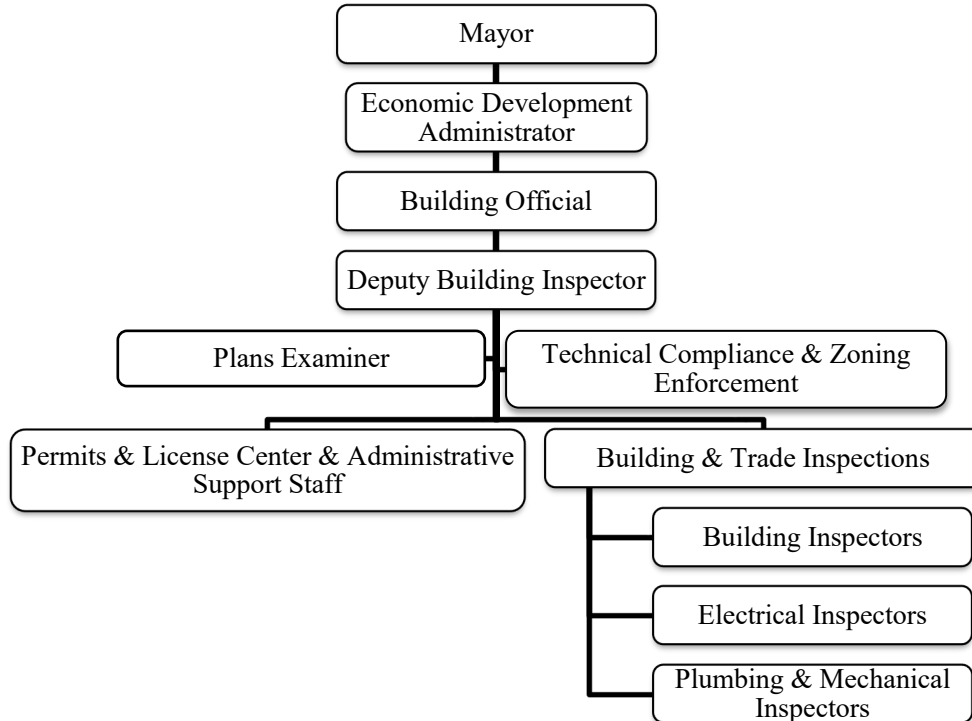 Mayor
Economic Development
Administrator
Building Official
Deputy Building Inspector
Plans Examiner
Technical Compliance & Zoning
Enforcement
Permits & License Center & Administrative
Support Staff
Building & Trade Inspections
Building Inspectors
Electrical Inspectors
Plumbing & Mechanical
Inspectors